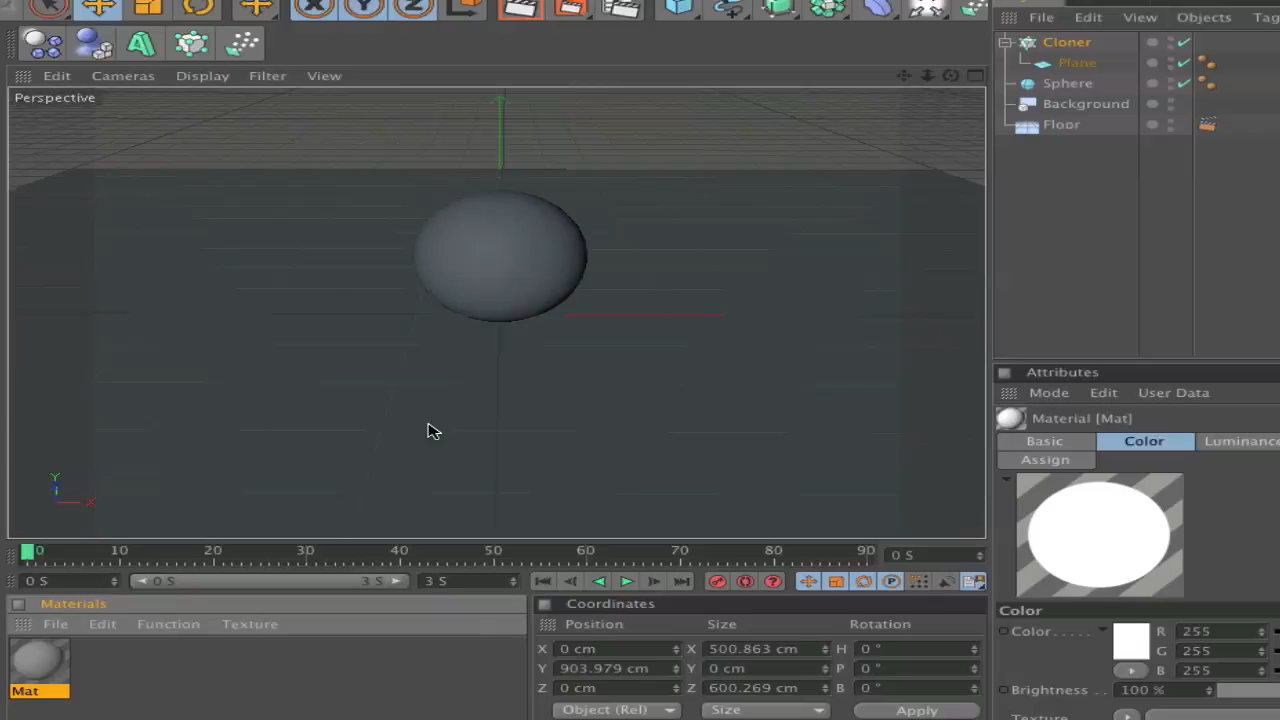 File Edit View Objects Tag
Cloner
Plane
Sphere
Background
Floor
Edit Cameras Display Filter View
Perspective
Y
X
Attributes
Mode Edit User Data
Material [Mat]
Basic Color Luminance
Assign
Color
Color..... R 255
G 255
B 255
Brightness .. 100 %
0 10 20 30 40 50 60 70 80 90 0 S
0 S 0 S 3 S 3 S
Materials
File Edit Function Texture
Mat
Coordinates
Position Size Rotation
X 0 cm X 500.863 cm H 0 °
Y 903.979 cm Y 0 cm P 0 °
Z 0 cm Z 600.269 cm B 0 °
Object (Rel) Size Apply